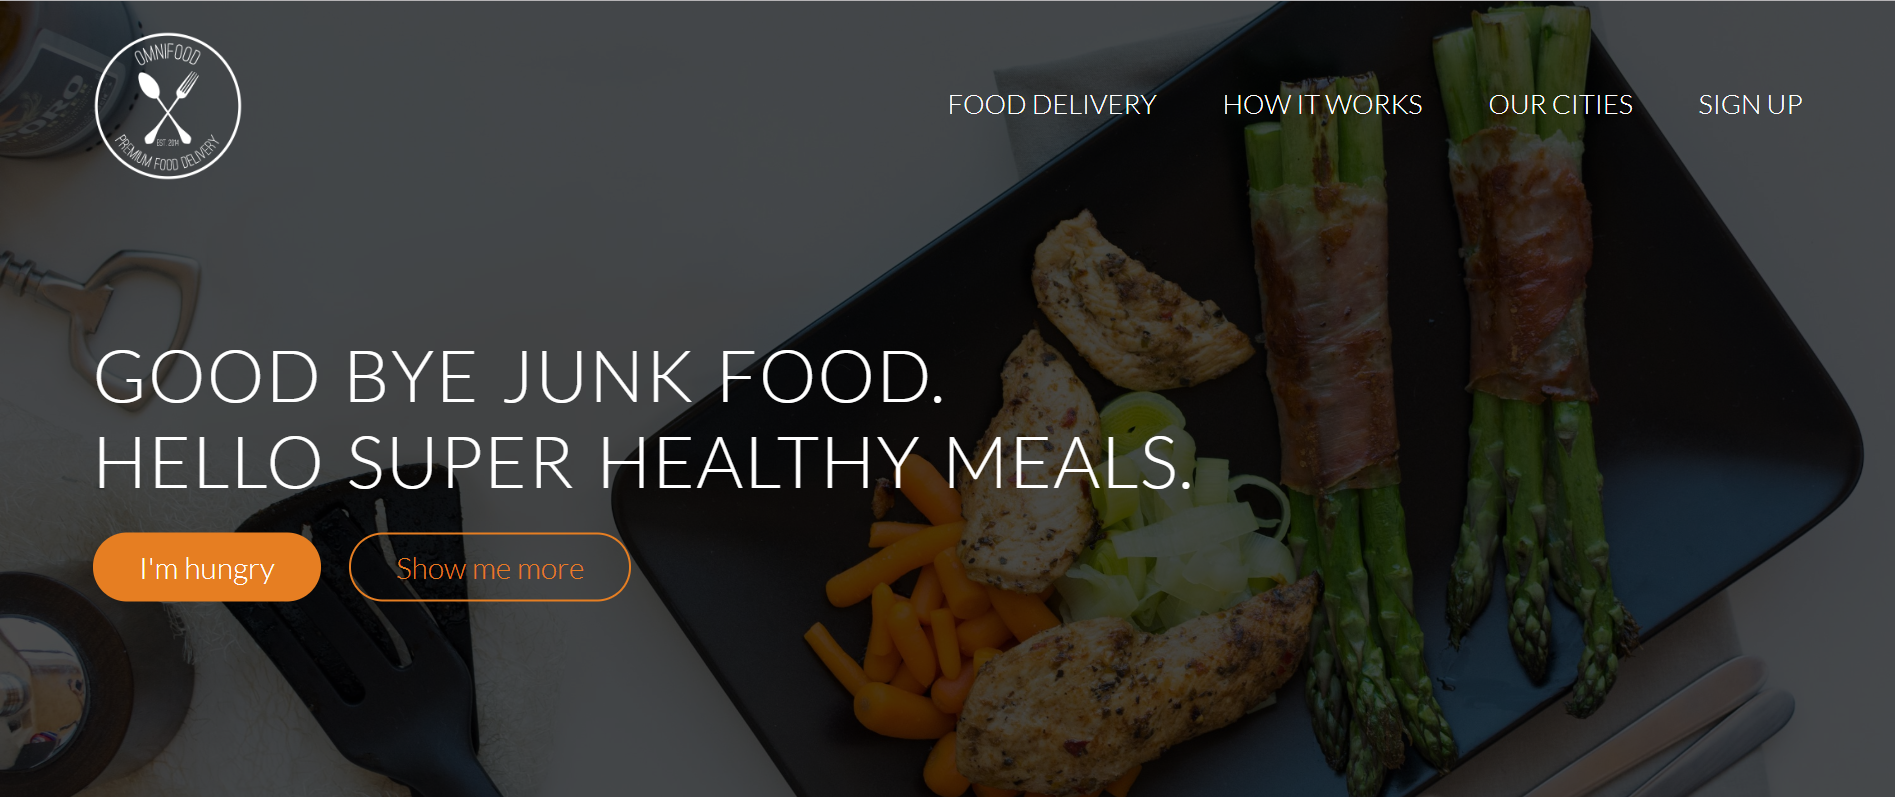 OMNIFOOD
EST. 2014
PREMIUM FOOD DELIVERY
FOOD DELIVERY
HOW IT WORKS
OUR CITIES
SIGN UP
GOOD BYE JUNK FOOD.
HELLO SUPER HEALTHY MEALS.
I'm hungry
Show me more